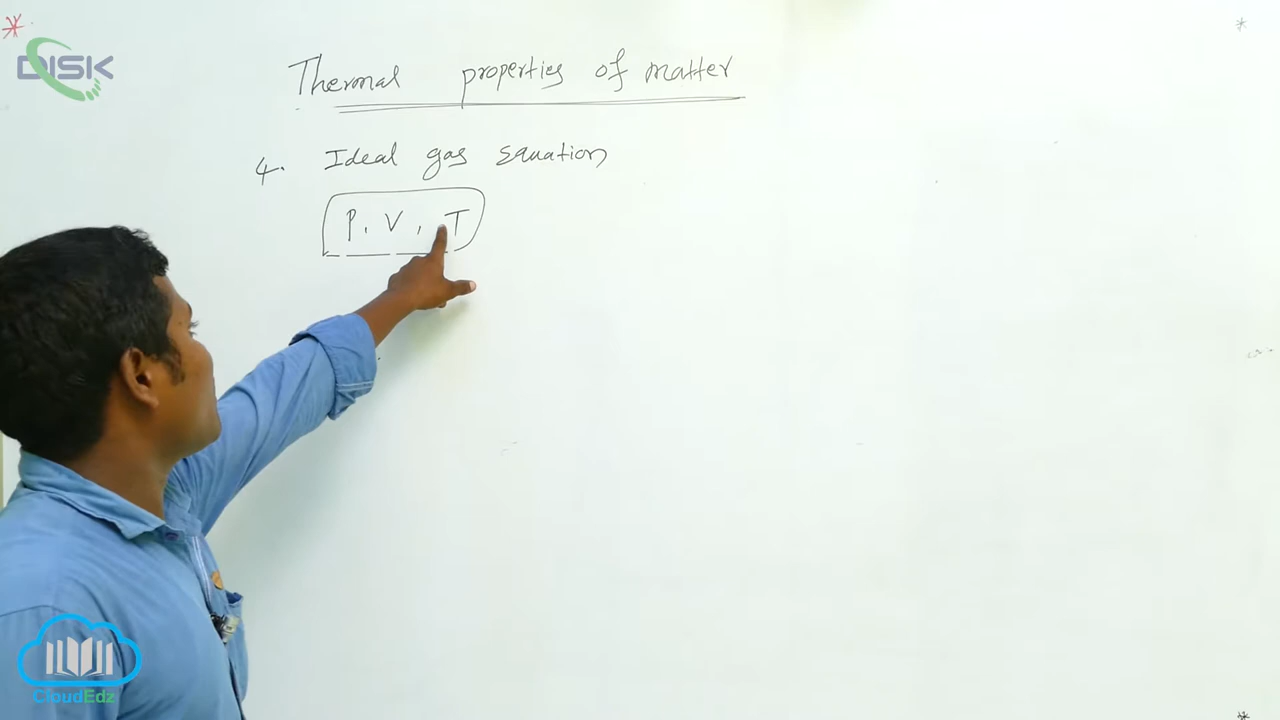 DISK
Thermal properties of matter
4. Ideal gas equation
P, V, T
CloudEdz